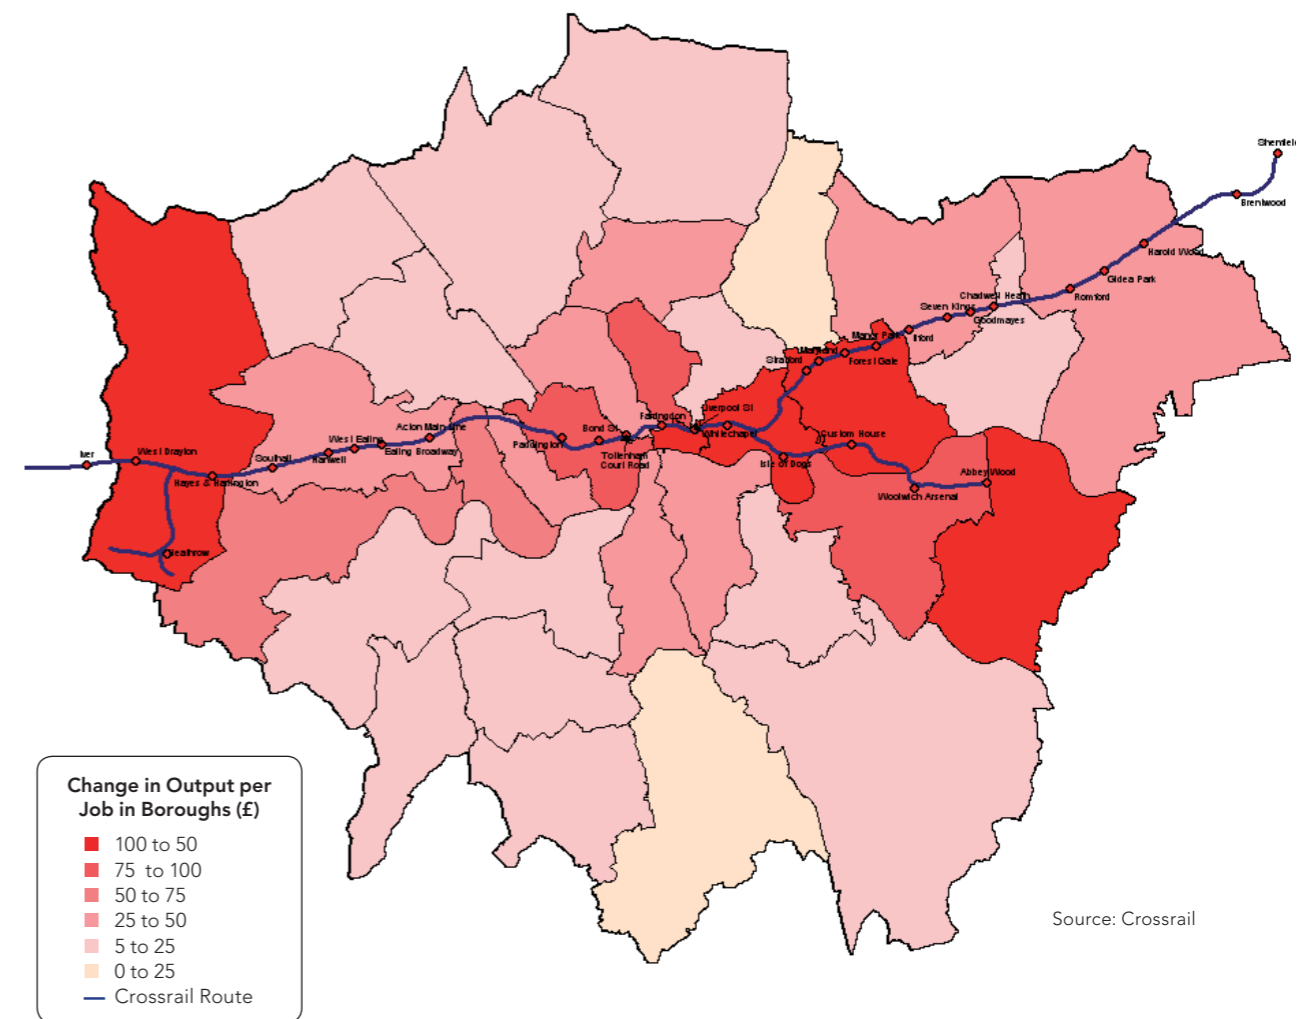 Shenfield
Brentwood
Harold Wood
Gidea Park
Romford
Chadwell Heath
Goodmayes
Seven Kings
Ilford
Manor Park
Forest Gate
Maryland
Stratford
Liverpool St
Whitechapel
Farringdon
Bond St
Tottenham
Court Road
Paddington
Acton Main Line
Ealing Broadway
West Ealing
Hanwell
Southall
Hayes & Harlington
West Drayton
Iver
Heathrow
Isle of Dogs
Custom House
Woolwich Arsenal
Abbey Wood
Change in Output per
Job in Boroughs (£)
100 to 50
75 to 100
50 to 75
25 to 50
5 to 25
0 to 25
Crossrail Route
Source: Crossrail